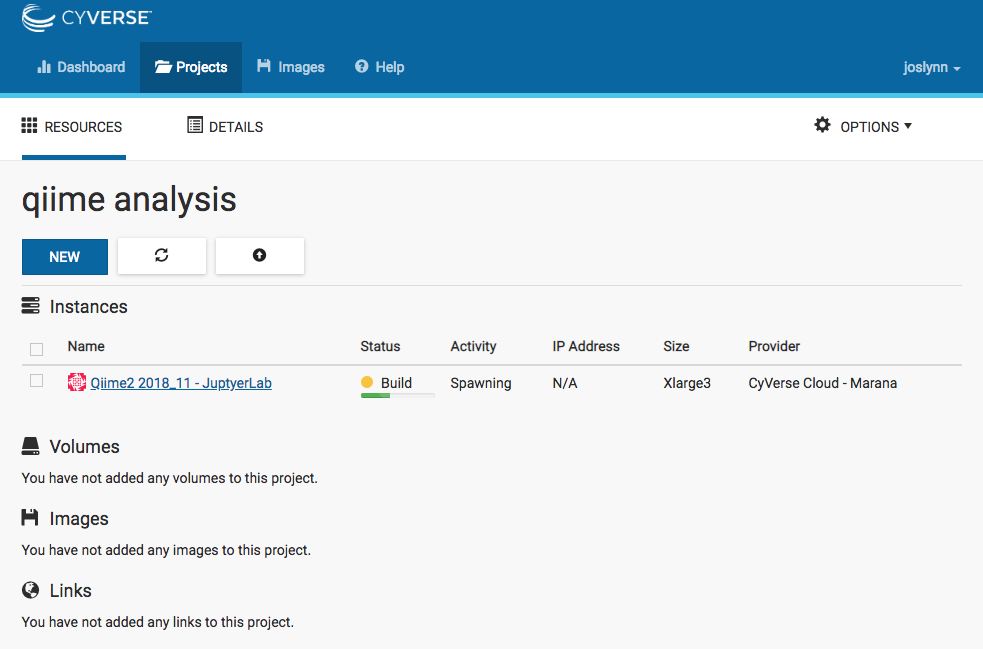 CYVERSE
Dashboard Projects Images Help joslynn
RESOURCES DETAILS OPTIONS
qiime analysis
NEW
Instances
Name Status Activity IP Address Size Provider
Qiime2 2018_11 - JuptyerLab Build Spawning N/A Xlarge3 CyVerse Cloud - Marana
Volumes
You have not added any volumes to this project.
Images
You have not added any images to this project.
Links
You have not added any links to this project.